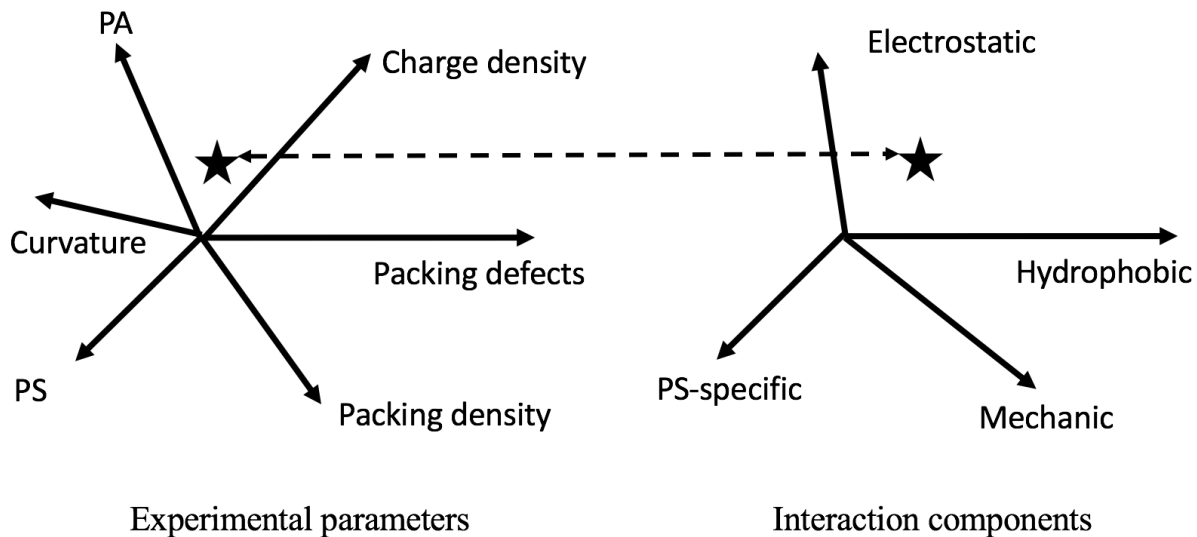 PA
Charge density
Curvature
Packing defects
PS
Packing density
Experimental parameters
Electrostatic
Hydrophobic
PS-specific
Mechanic
Interaction components